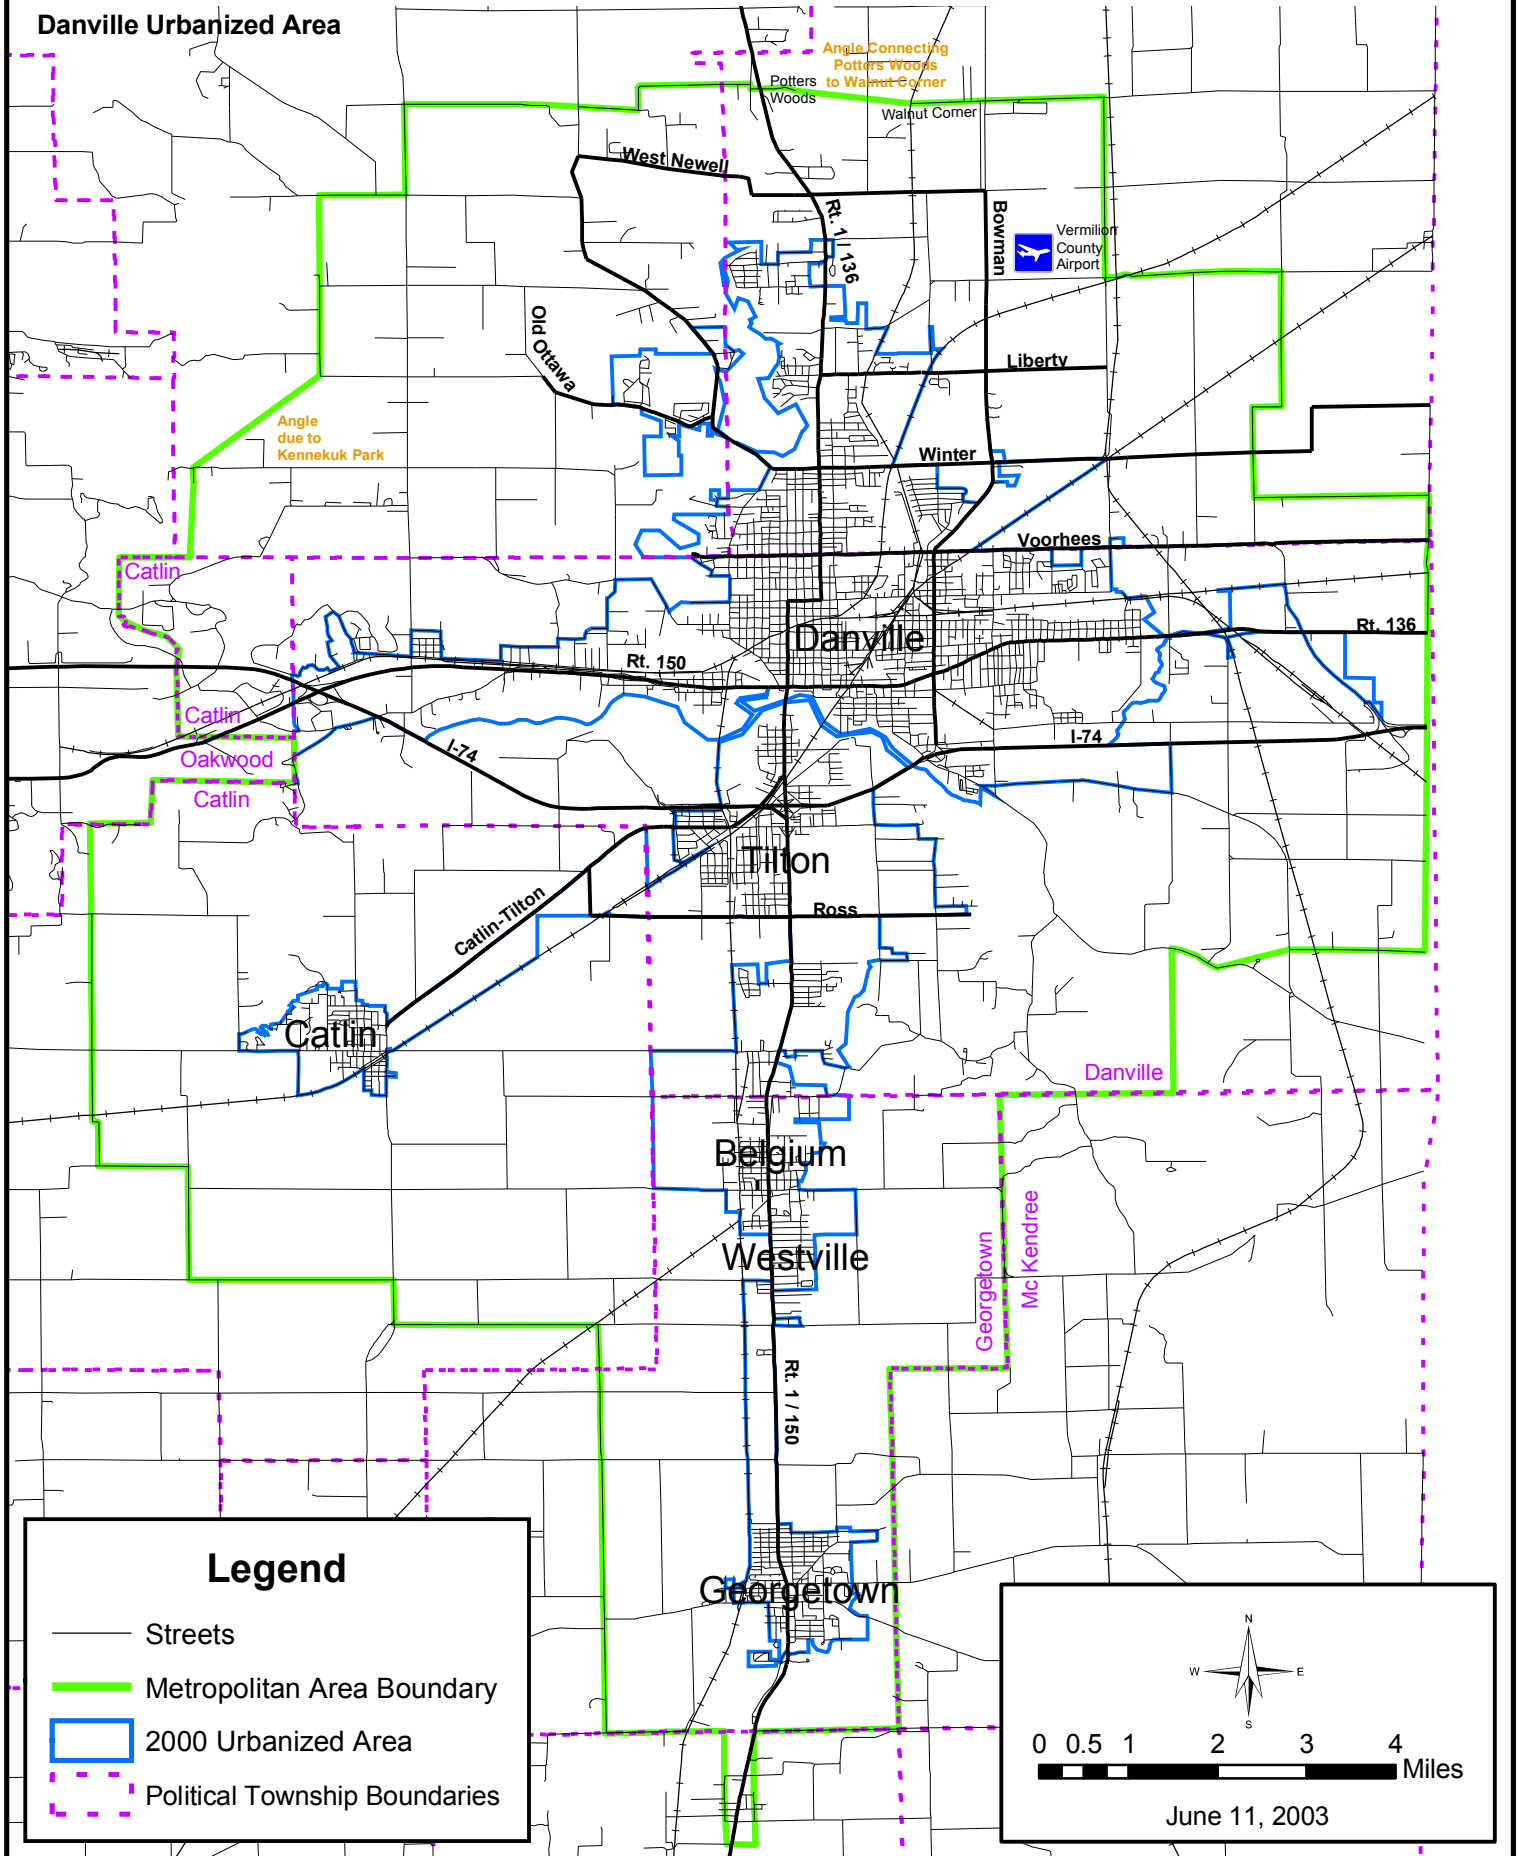 Danville Urbanized Area
Angle Connecting
Potters Woods
to Walnut Corner
Potters
Woods
Walnut Corner
West Newell
Rt. 1 / 136
Bowman
Vermilion
County
Airport
Old Ottawa
Liberty
Angle
due to
Kennekuk Park
Winter
Voorhees
Catlin
Danville
Rt. 136
Rt. 150
Catlin
I-74
I-74
Oakwood
Catlin
Tilton
Catlin-Tilton
Ross
Catlin
Danville
Belgium
Georgetown
Mc Kendree
Westville
Rt. 1 / 150
Georgetown
Legend
Streets
Metropolitan Area Boundary
2000 Urbanized Area
Political Township Boundaries
N
W E
S
0 0.5 1 2 3 4
Miles
June 11, 2003